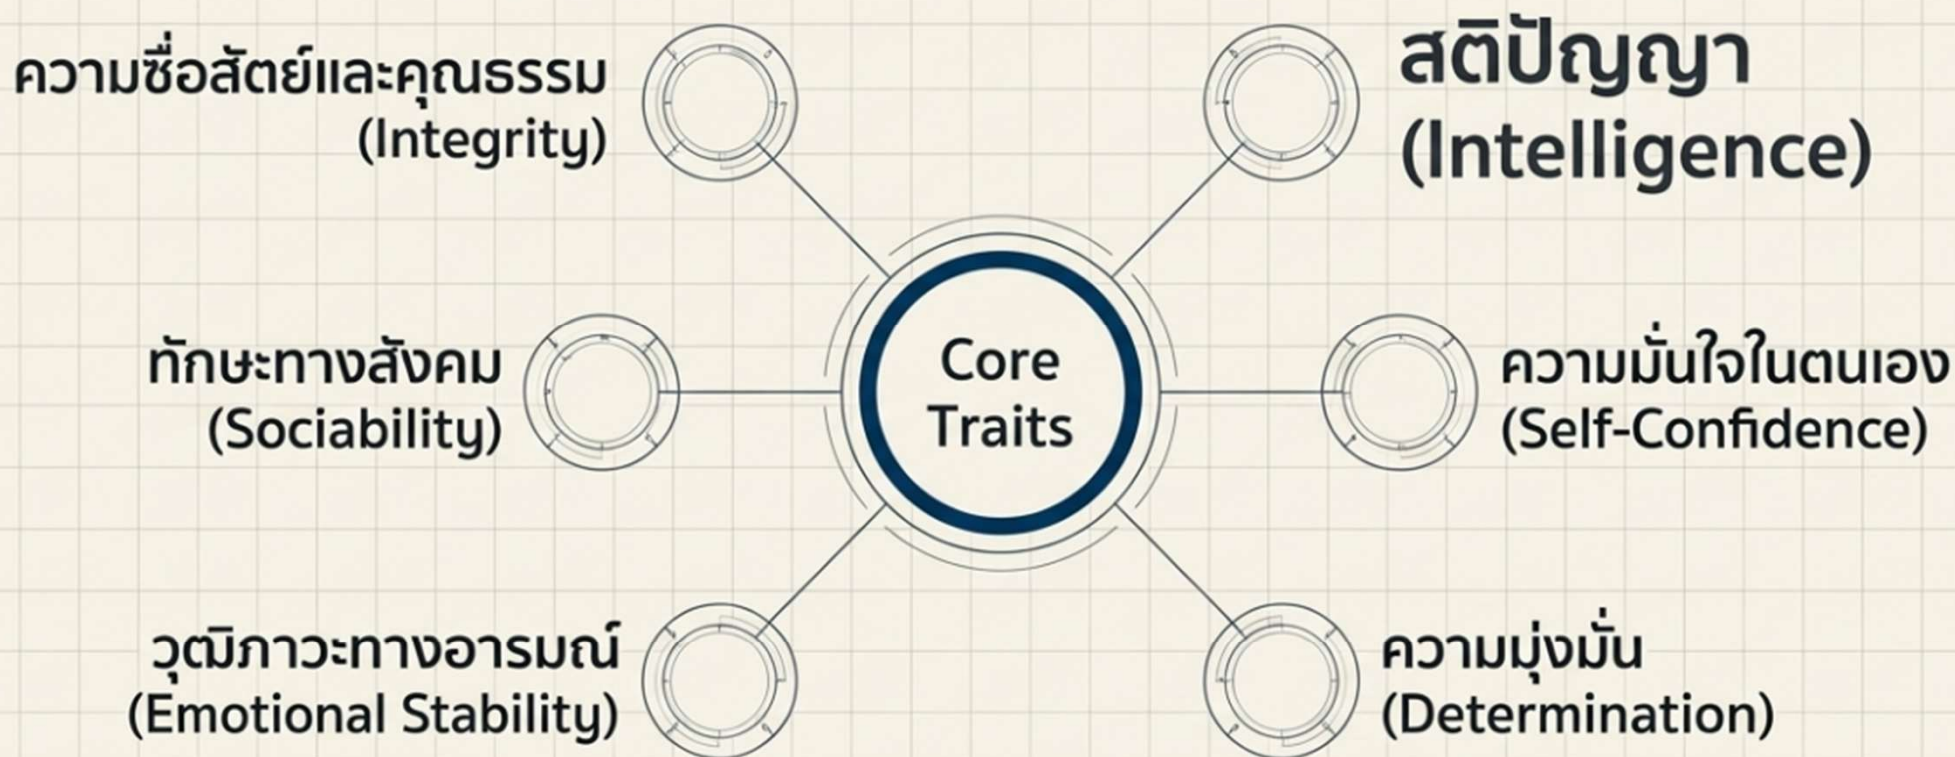 ความซื่อสัตย์และคุณธรรม
(Integrity)
สติปัญญา
(Intelligence)
ทักษะทางสังคม
(Sociability)
Core
Traits
ความมั่นใจในตนเอง
(Self-Confidence)
วุฒิภาวะทางอารมณ์
(Emotional Stability)
ความมุ่งมั่น
(Determination)